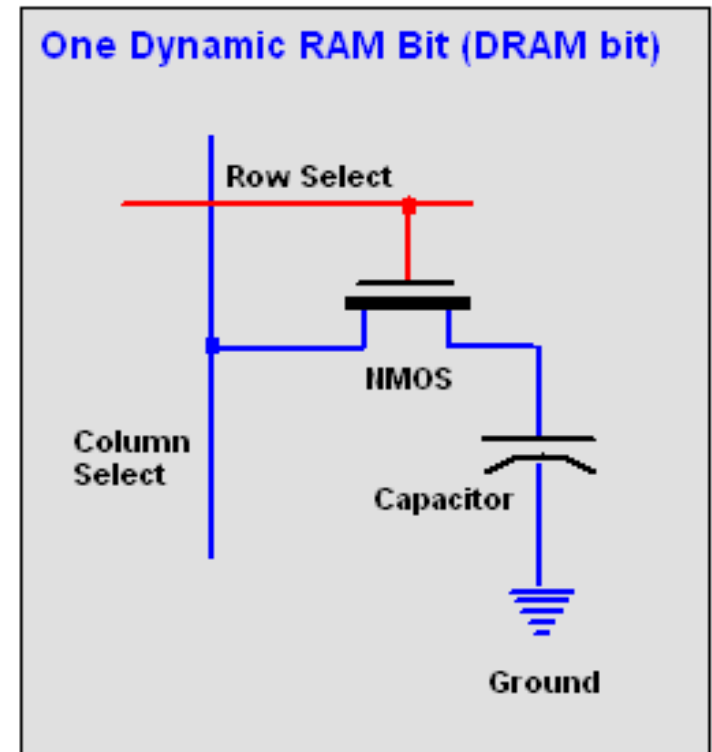 One Dynamic RAM Bit (DRAM bit)
Row Select
NMOS
Column
Select
Capacitor
Ground